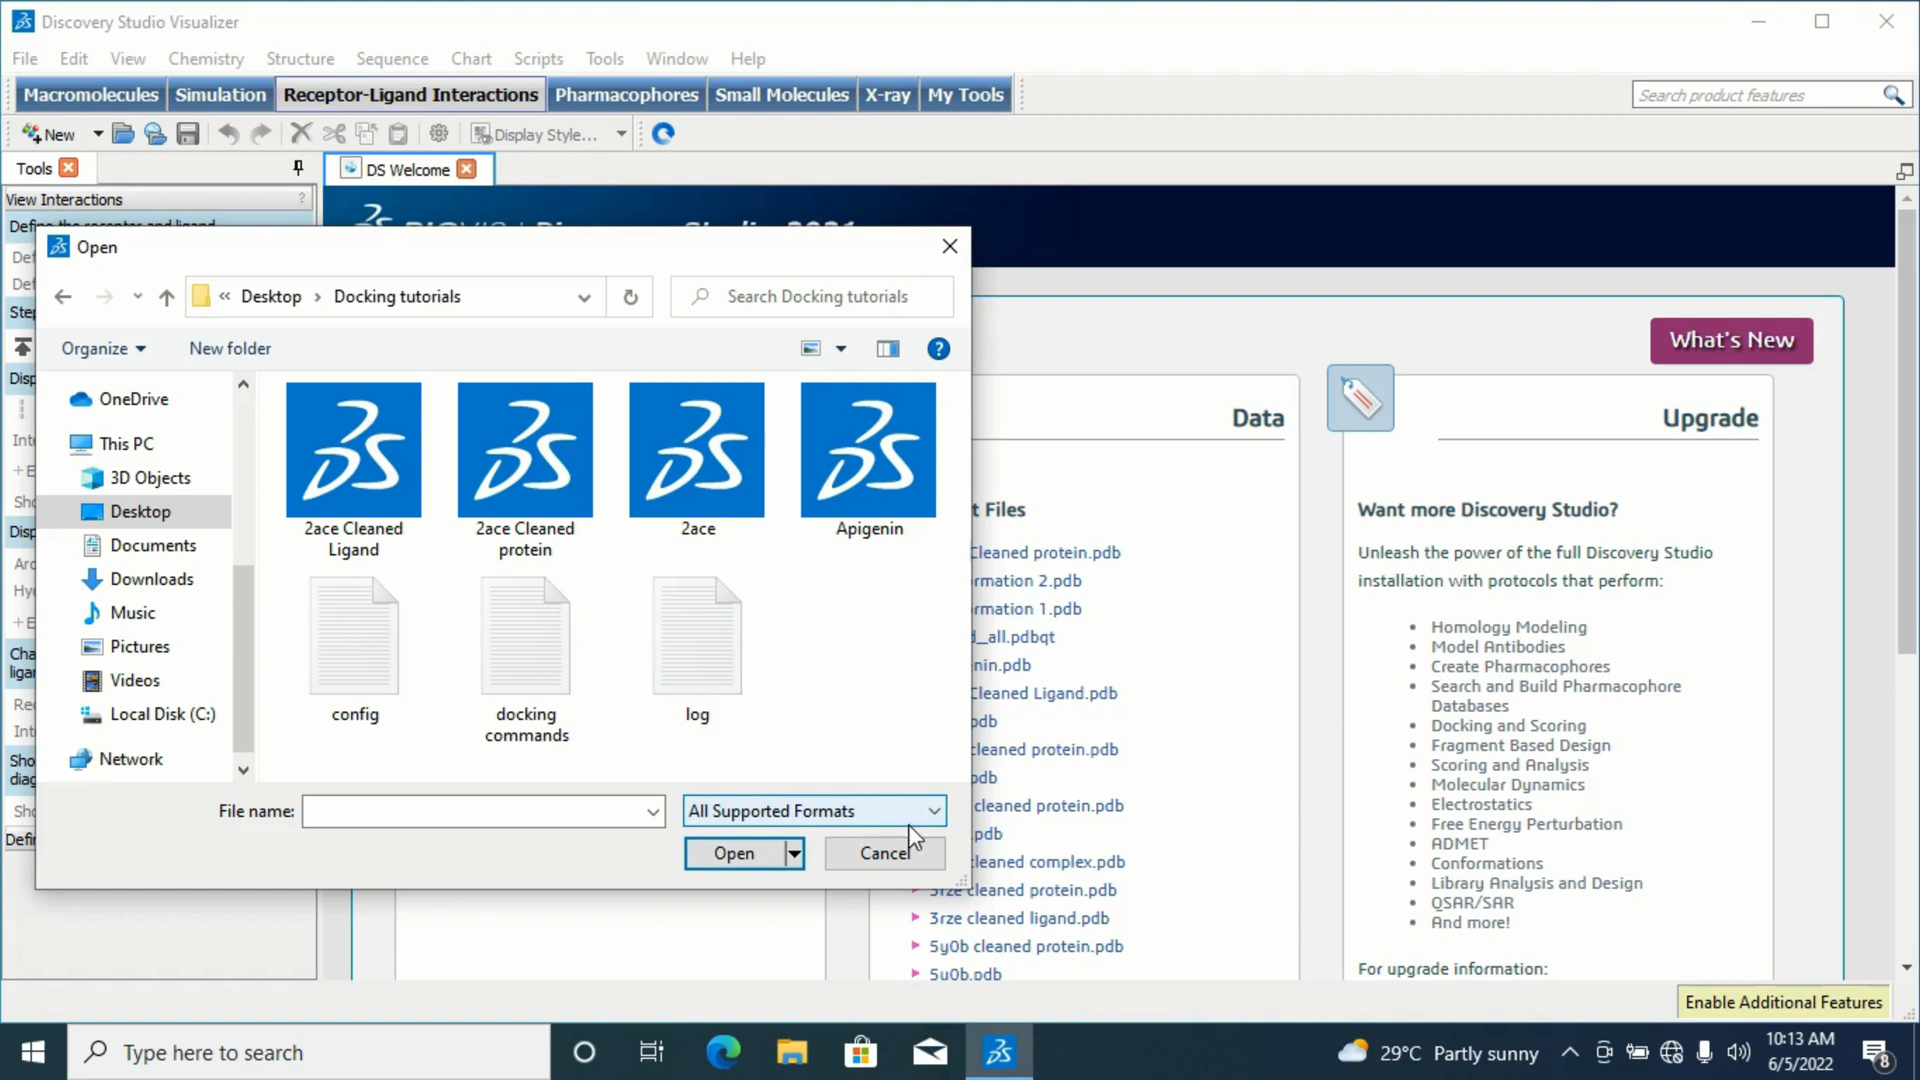 Discovery Studio Visualizer
File Edit View Chemistry Structure Sequence Chart Scripts Tools Window Help
Macromolecules Simulation Receptor-Ligand Interactions Pharmacophores Small Molecules X-ray My Tools
Search product features
New
Display Style...
Tools
DS Welcome
View Interactions
?
Open
« Desktop › Docking tutorials
Search Docking tutorials
Organize
New folder
OneDrive
This PC
3D Objects
Desktop
Documents
Downloads
Music
Pictures
Videos
Local Disk (C:)
Network
2ace Cleaned
Ligand
2ace Cleaned
protein
2ace
Apigenin
config
docking
commands
log
File name:
All Supported Formats
Open
Cancel
What's New
Data
t Files
Cleaned protein.pdb
ormation 2.pdb
rmation 1.pdb
d_all.pdbqt
nin.pdb
Cleaned Ligand.pdb
pdb
leaned protein.pdb
pdb
cleaned protein.pdb
.pdb
cleaned complex.pdb
3rze cleaned protein.pdb
3rze cleaned ligand.pdb
5y0b cleaned protein.pdb
5y0b.pdb
Upgrade
Want more Discovery Studio?
Unleash the power of the full Discovery Studio
installation with protocols that perform:
Homology Modeling
Model Antibodies
Create Pharmacophores
Search and Build Pharmacophore
Databases
Docking and Scoring
Fragment Based Design
Scoring and Analysis
Molecular Dynamics
Electrostatics
Free Energy Perturbation
ADMET
Conformations
Library Analysis and Design
QSAR/SAR
And more!
For upgrade information:
Enable Additional Features
Type here to search
29°C Partly sunny
10:13 AM
6/5/2022
8